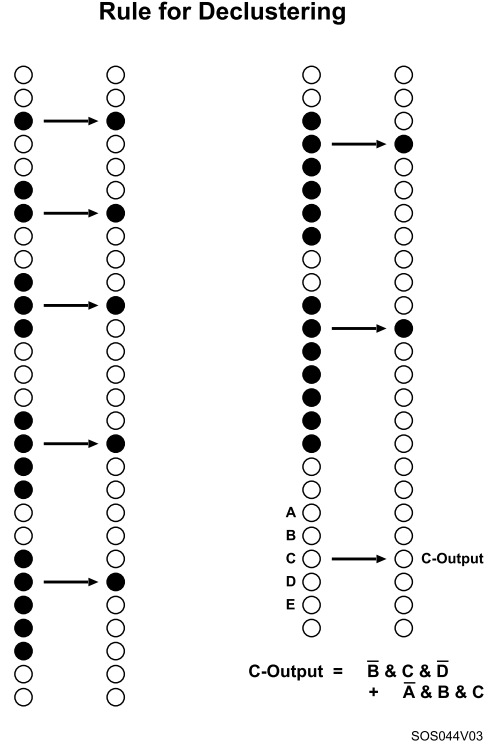 Rule for Declustering
A
B
C
C-Output
D
E
C-Output = B̅ & C & D̅
+ A̅ & B & C
SOS044V03